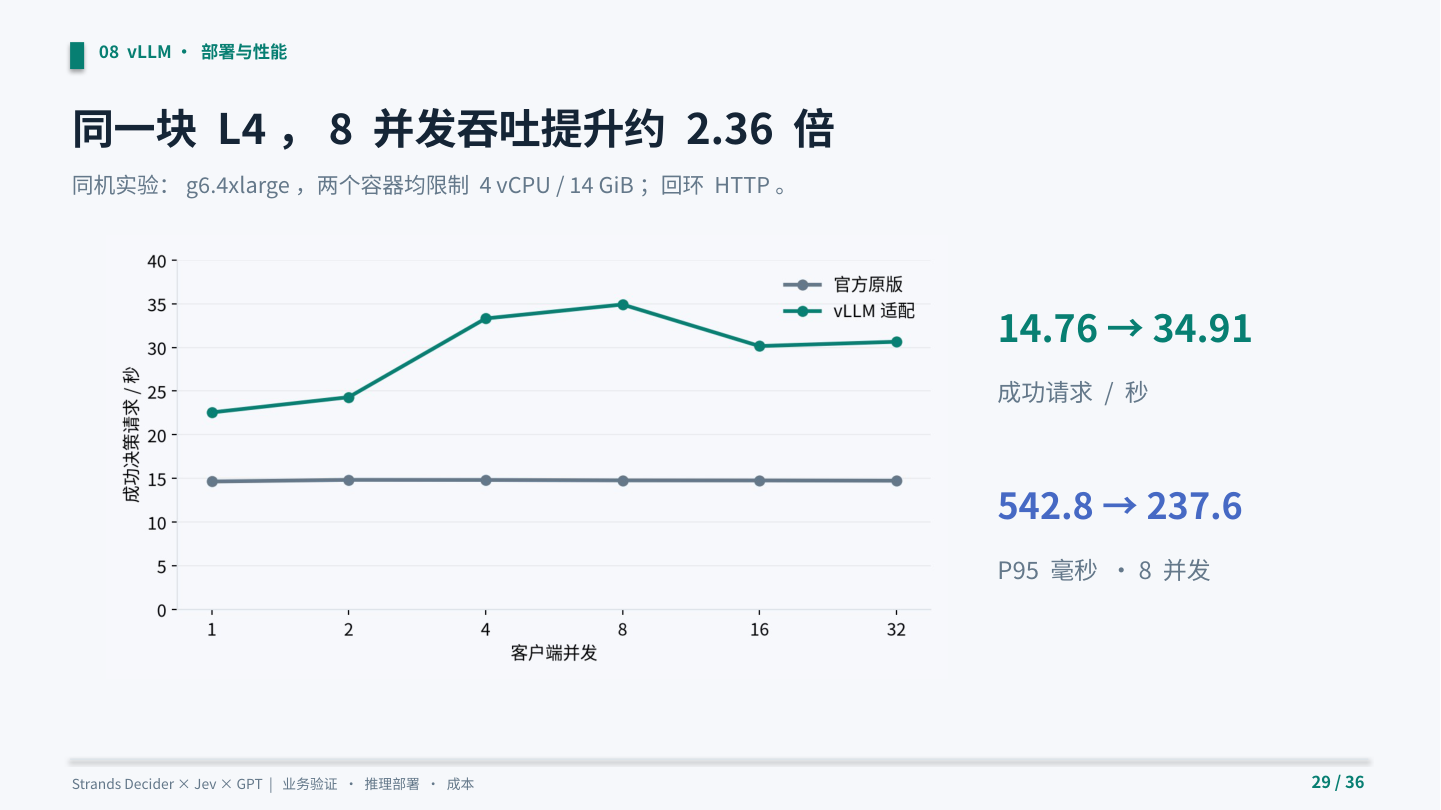 08 vLLM · 部署与性能
同一块 L4，8 并发吞吐提升约 2.36 倍
同机实验： g6.4xlarge，两个容器均限制 4 vCPU / 14 GiB；回环 HTTP。
40
35
30
25
20
15
10
5
0
成功决策请求 / 秒
官方原版
vLLM 适配
1 2 4 8 16 32
客户端并发
14.76 → 34.91
成功请求 / 秒
542.8 → 237.6
P95 毫秒 · 8 并发
Strands Decider × Jev × GPT | 业务验证 · 推理部署 · 成本
29 / 36